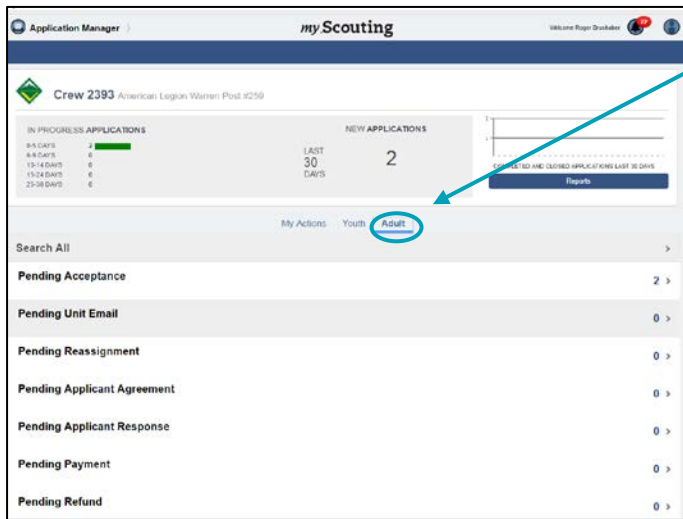 Application Manager
my.Scouting
Welcome Roger Brubaker
Crew 2393 American Legion Warren Post #259
IN PROGRESS APPLICATIONS
0-5 DAYS 2
6-9 DAYS 0
10-14 DAYS 0
15-24 DAYS 0
25-30 DAYS 0
NEW APPLICATIONS
LAST
30
DAYS
2
COMPLETED AND CLOSED APPLICATIONS LAST 30 DAYS
Reports
My Actions Youth Adult
Search All >
Pending Acceptance 2 >
Pending Unit Email 0 >
Pending Reassignment 0 >
Pending Applicant Agreement 0 >
Pending Applicant Response 0 >
Pending Payment 0 >
Pending Refund 0 >